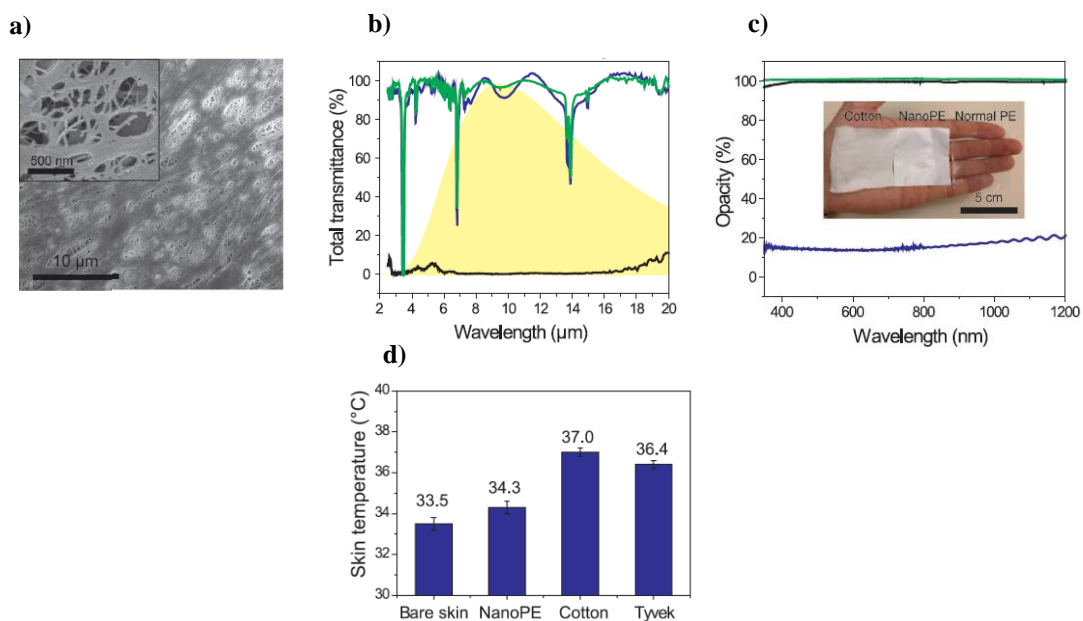 a)
500 nm
10 µm
b)
Total transmittance (%)
100
80
60
40
20
0
2 4 6 8 10 12 14 16 18 20
Wavelength (µm)
c)
Opacity (%)
100
80
60
40
20
0
Cotton NanoPE Normal PE
5 cm
400 600 800 1000 1200
Wavelength (nm)
d)
Skin temperature (°C)
40
38
36
34
32
30
33.5
34.3
37.0
36.4
Bare skin NanoPE Cotton Tyvek